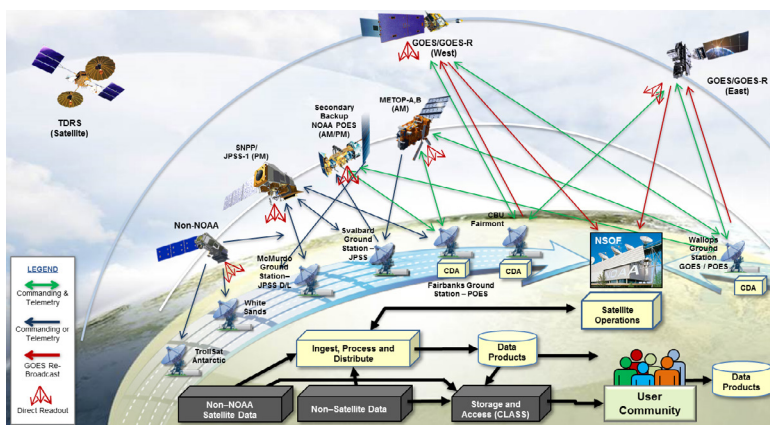 GOES/GOES-R
(West)
GOES/GOES-R
(East)
TDRS
(Satellite)
METOP-A,B
(AM)
Secondary
Backup
NOAA POES
(AM/PM)
SNPP/
JPSS-1 (PM)
Non-NOAA
CBU
Fairmont
NSOF
Wallops
Ground
Station
GOES / POES
CDA
Svalbard
Ground
Station –
JPSS
McMurdo
Ground
Station–
JPSS D/L
CDA
CDA
Fairbanks Ground
Station – POES
White
Sands
TrollSat
Antarctic
LEGEND
Commanding &
Telemetry
Commanding or
Telemetry
GOES Re-
Broadcast
Direct Readout
Satellite
Operations
Ingest, Process and
Distribute
Data
Products
Non–NOAA
Satellite Data
Non–Satellite Data
Storage and
Access (CLASS)
User
Community
Data
Products